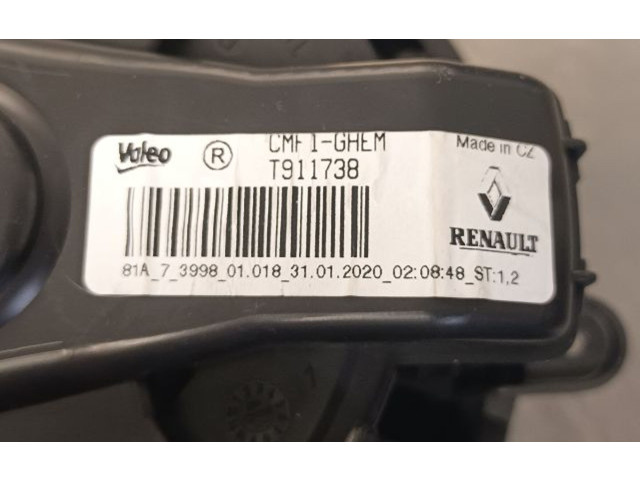 Valeo ® CMF1-GHEM Made in CZ
T911738
RENAULT
81A_7_3998_01.018_31.01.2020_02:08:48_ST:1,2